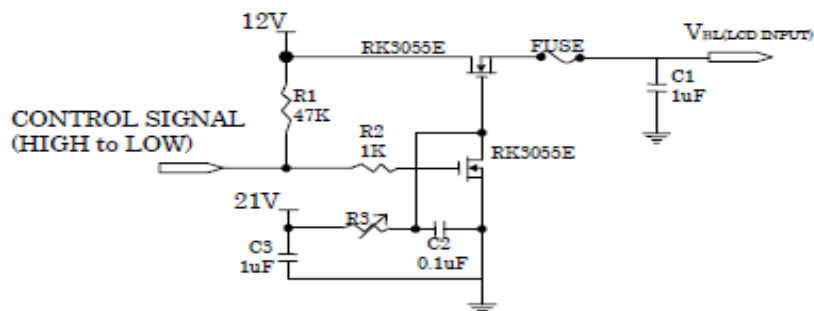 12V
RK3055E
FUSE
VBL(LCD INPUT)
R1
47K
C1
1uF
CONTROL SIGNAL
(HIGH to LOW)
R2
1K
RK3055E
21V
R3
C3
1uF
C2
0.1uF